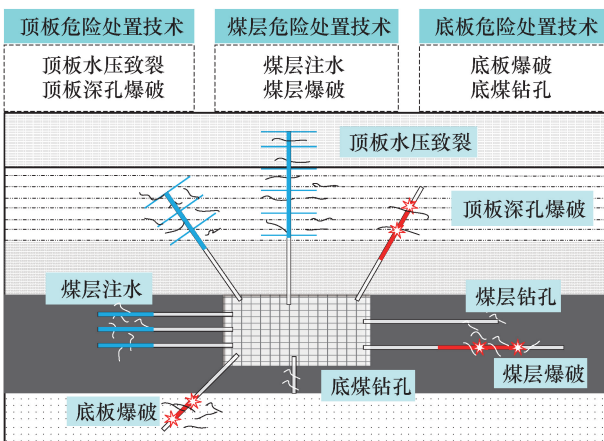 顶板危险处置技术
煤层危险处置技术
底板危险处置技术
顶板水压致裂
顶板深孔爆破
煤层注水
煤层爆破
底板爆破
底煤钻孔
顶板水压致裂
顶板深孔爆破
煤层注水
煤层钻孔
煤层爆破
底煤钻孔
底板爆破